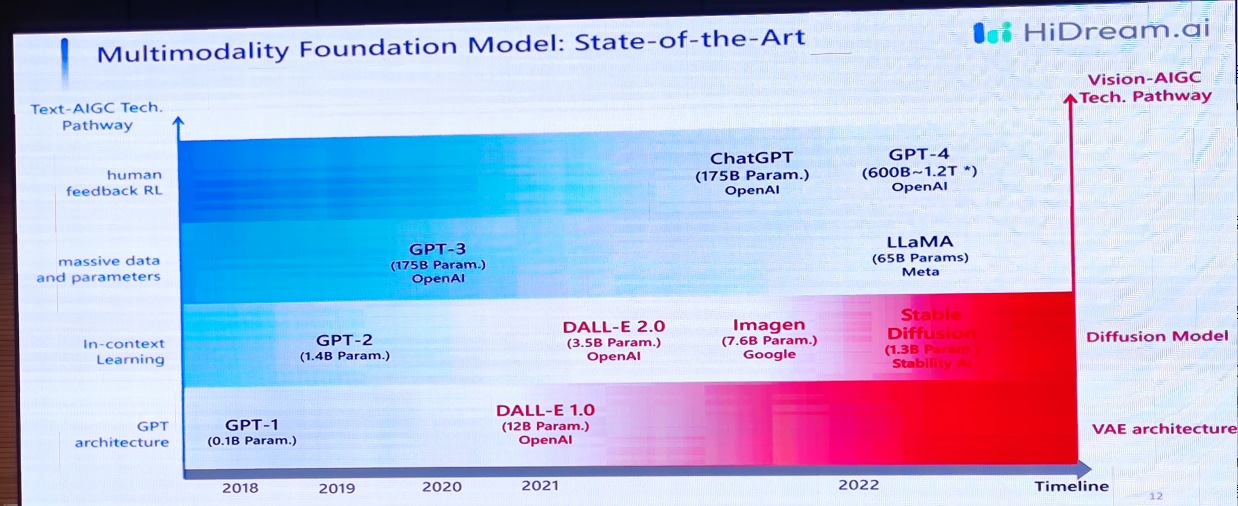 Multimodality Foundation Model: State-of-the-Art
HiDream.ai
Text-AIGC Tech.
Pathway
Vision-AIGC
Tech. Pathway
human
feedback RL
ChatGPT
(175B Param.)
OpenAI
GPT-4
(600B~1.2T *)
OpenAI
massive data
and parameters
GPT-3
(175B Param.)
OpenAI
LLaMA
(65B Params)
Meta
In-context
Learning
GPT-2
(1.4B Param.)
DALL-E 2.0
(3.5B Param.)
OpenAI
Imagen
(7.6B Param.)
Google
Stable
Diffusion
(1.3B Param.)
Stability AI
Diffusion Model
GPT
architecture
GPT-1
(0.1B Param.)
DALL-E 1.0
(12B Param.)
OpenAI
VAE architecture
2018
2019
2020
2021
2022
Timeline
12